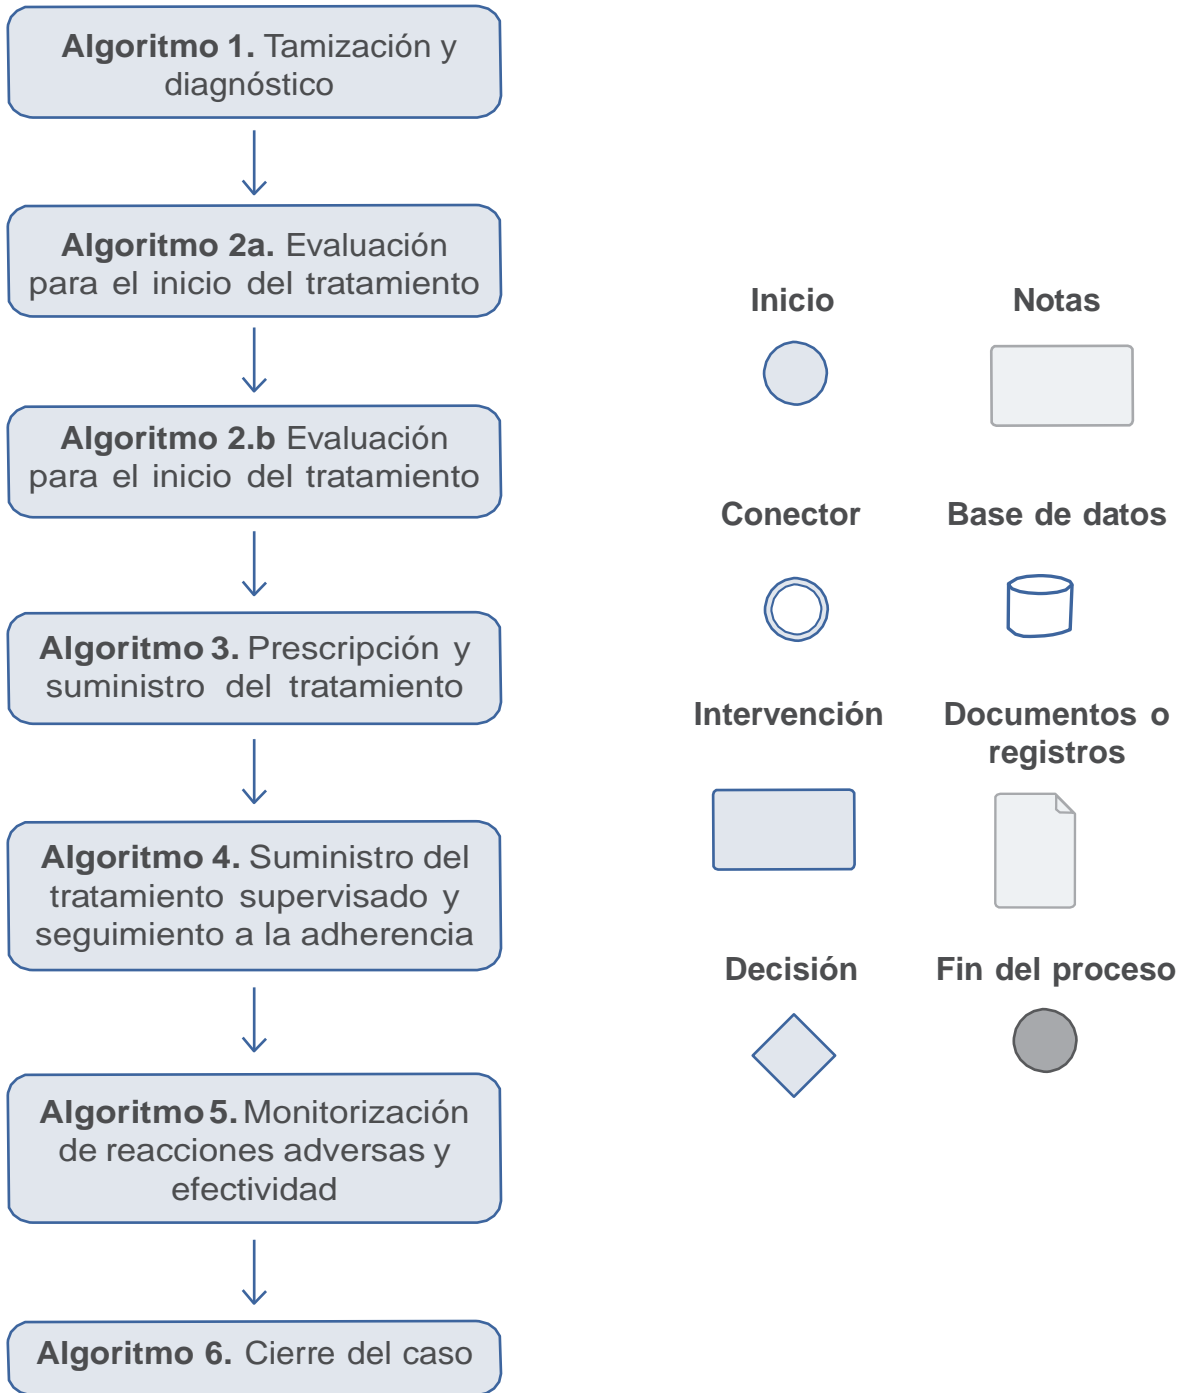 Algoritmo 1. Tamización y
diagnóstico
Algoritmo 2a. Evaluación
para el inicio del tratamiento
Algoritmo 2.b Evaluación
para el inicio del tratamiento
Algoritmo 3. Prescripción y
suministro del tratamiento
Algoritmo 4. Suministro del
tratamiento supervisado y
seguimiento a la adherencia
Algoritmo 5. Monitorización
de reacciones adversas y
efectividad
Algoritmo 6. Cierre del caso
Inicio
Notas
Conector
Base de datos
Intervención
Documentos o
registros
Decisión
Fin del proceso